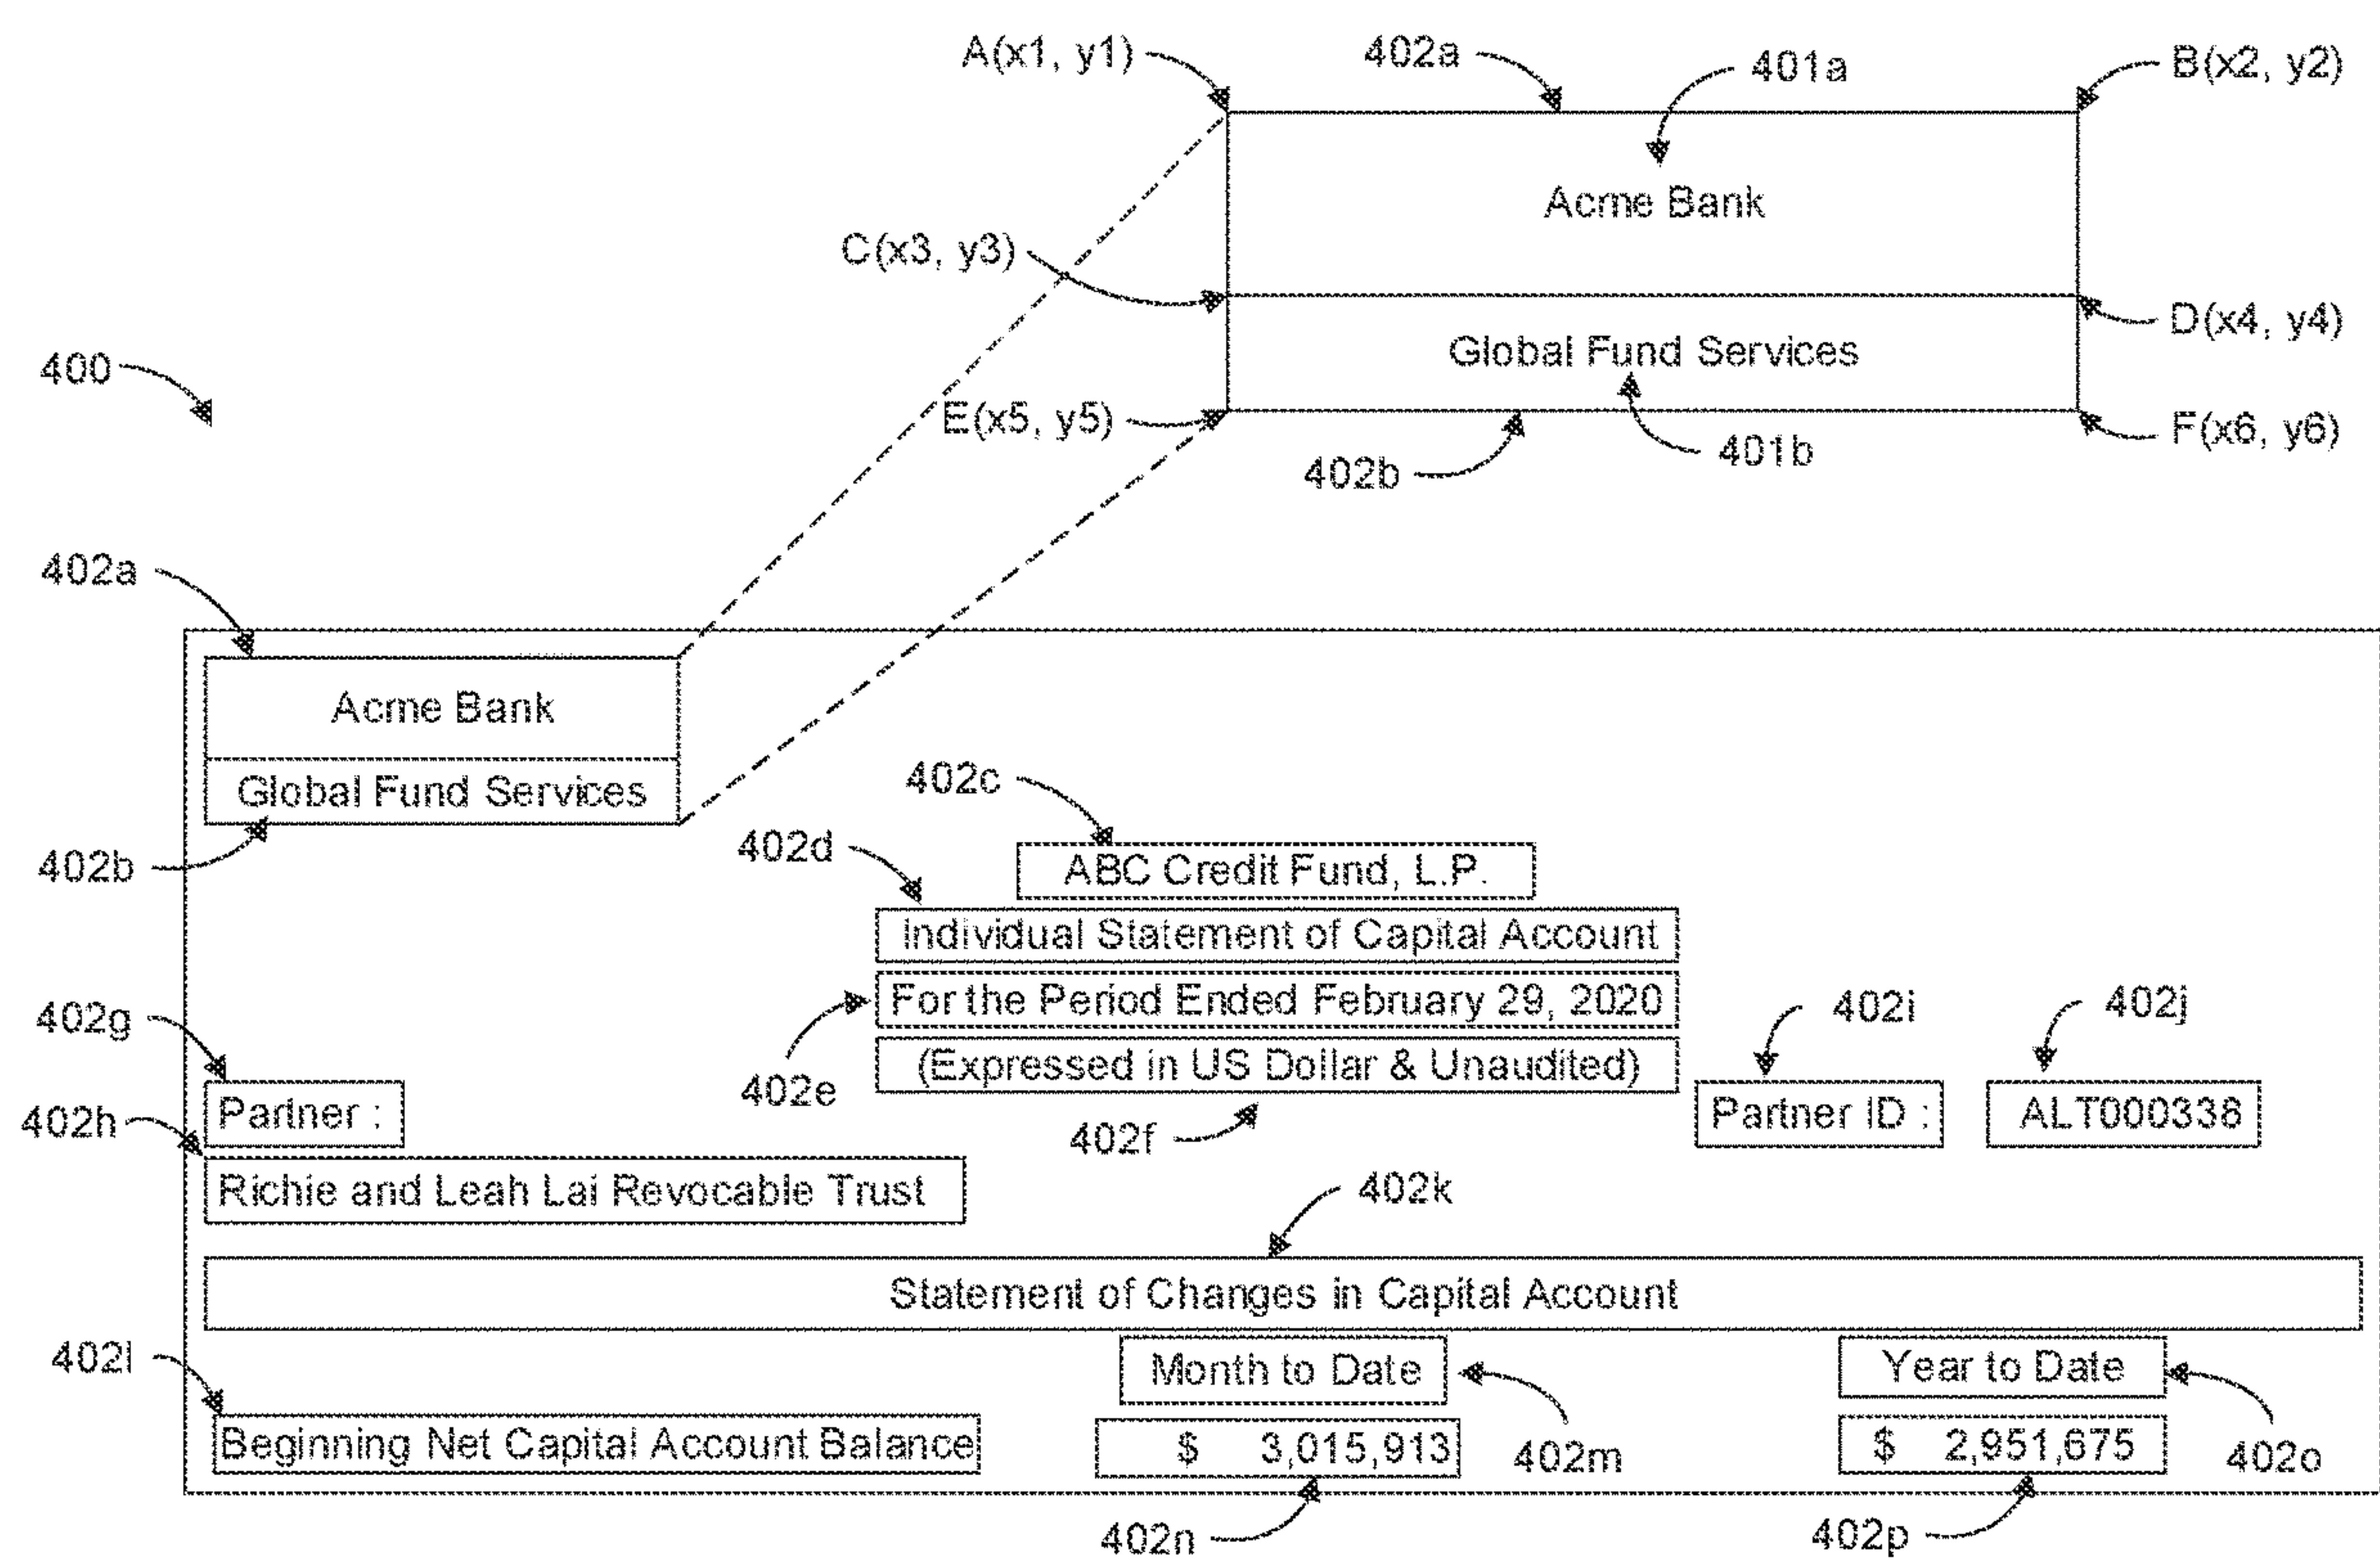 A(x1, y1)
402a
401a
B(x2, y2)
Acme Bank
C(x3, y3)
D(x4, y4)
Global Fund Services
400
E(x5, y5)
F(x6, y6)
402b
401b
402a
Acme Bank
Global Fund Services
402b
402c
402d
ABC Credit Fund, L.P.
Individual Statement of Capital Account
402e
For the Period Ended February 29, 2020
402g
402i
402j
(Expressed in US Dollar & Unaudited)
402f
Partner :
Partner ID :
ALT000338
402h
Richie and Leah Lai Revocable Trust
402k
Statement of Changes in Capital Account
402l
Month to Date
Year to Date
Beginning Net Capital Account Balance
$ 3,015,913
402m
$ 2,951,675
402o
402n
402p